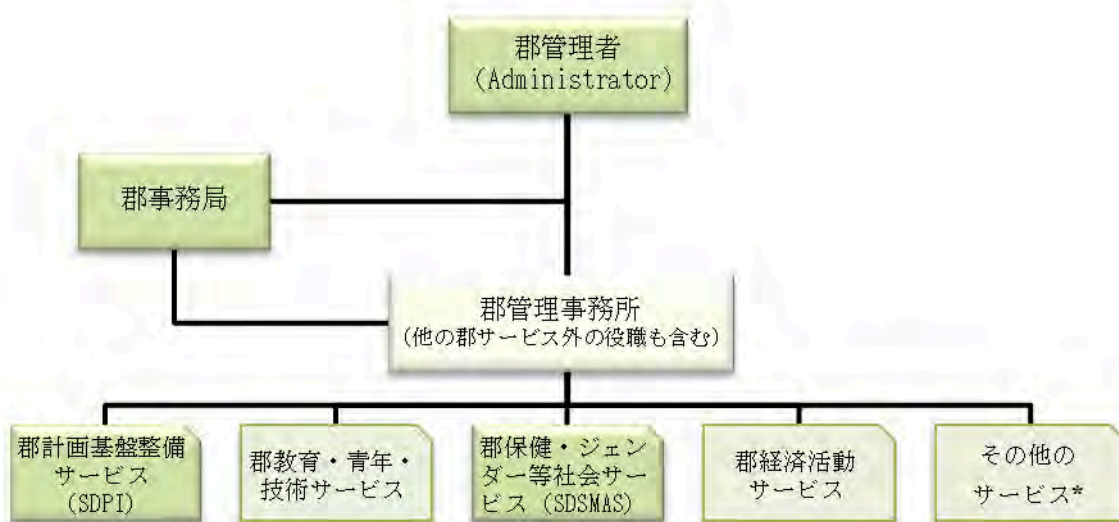 郡管理者
(Administrator)
郡事務局
郡管理事務所
(他の郡サービス外の役職も含む)
郡計画基盤整備
サービス
(SDPI)
郡教育・青年・
技術サービス
郡保健・ジェン
ダー等社会サー
ビス (SDSMAS)
郡経済活動
サービス
その他の
サービス*